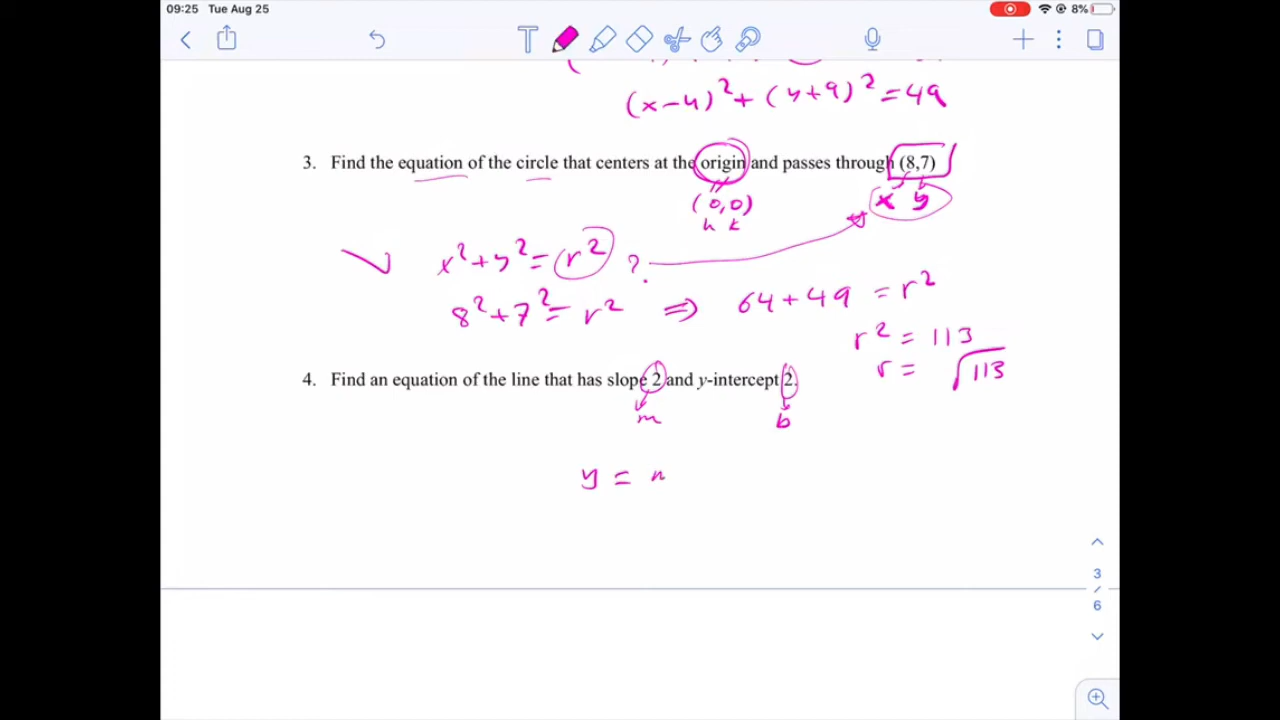 09:25 Tue Aug 25
8%
T
(x-4)²+(y+9)²=49
3. Find the equation of the circle that centers at the origin and passes through (8,7)
(0,0)
x y
h k
x²+y²=r² ?
8²+7²=r² ⇒ 64+49=r²
r²=113
r=√113
4. Find an equation of the line that has slope 2 and y-intercept 2.
m
b
y =
3
/
6